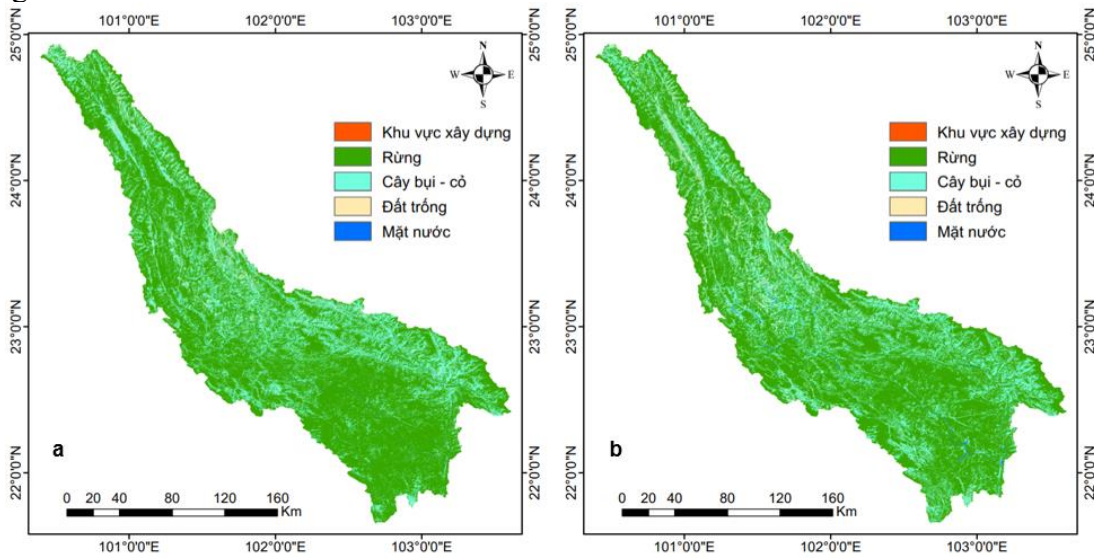 101°0'0"E 102°0'0"E 103°0'0"E
25°0'0"N
24°0'0"N
23°0'0"N
22°0'0"N
N
W E
S
Khu vực xây dựng
Rừng
Cây bụi - cỏ
Đất trống
Mặt nước
a
0 20 40 80 120 160
Km
25°0'0"N
24°0'0"N
23°0'0"N
22°0'0"N
101°0'0"E 102°0'0"E 103°0'0"E
101°0'0"E 102°0'0"E 103°0'0"E
25°0'0"N
24°0'0"N
23°0'0"N
22°0'0"N
N
W E
S
Khu vực xây dựng
Rừng
Cây bụi - cỏ
Đất trống
Mặt nước
b
0 20 40 80 120 160
Km
25°0'0"N
24°0'0"N
23°0'0"N
22°0'0"N
101°0'0"E 102°0'0"E 103°0'0"E